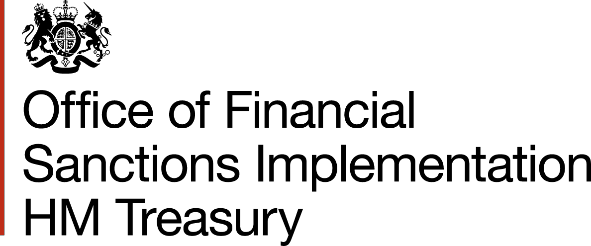 Office of Financial
Sanctions Implementation
HM Treasury